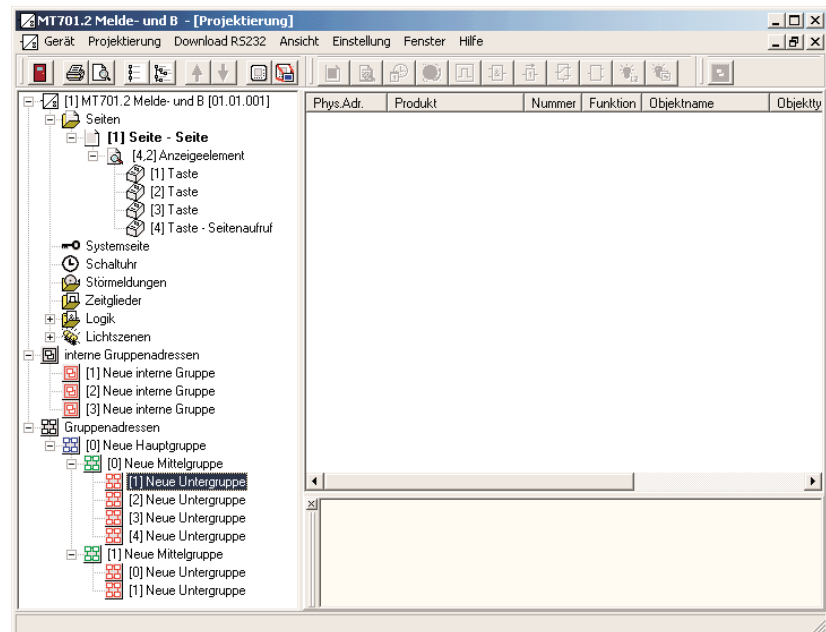 MT701.2 Melde- und B - [Projektierung]
Gerät Projektierung Download RS232 Ansicht Einstellung Fenster Hilfe
[1] MT701.2 Melde- und B [01.01.001]
Seiten
[1] Seite - Seite
[4,2] Anzeigeelement
[1] Taste
[2] Taste
[3] Taste
[4] Taste - Seitenaufruf
Systemseite
Schaltuhr
Störmeldungen
Zeitglieder
Logik
Lichtszenen
interne Gruppenadressen
[1] Neue interne Gruppe
[2] Neue interne Gruppe
[3] Neue interne Gruppe
Gruppenadressen
[0] Neue Hauptgruppe
[0] Neue Mittelgruppe
[1] Neue Untergruppe
[2] Neue Untergruppe
[3] Neue Untergruppe
[4] Neue Untergruppe
[1] Neue Mittelgruppe
[0] Neue Untergruppe
[1] Neue Untergruppe
Phys.Adr. Produkt Nummer Funktion Objektname Objektty